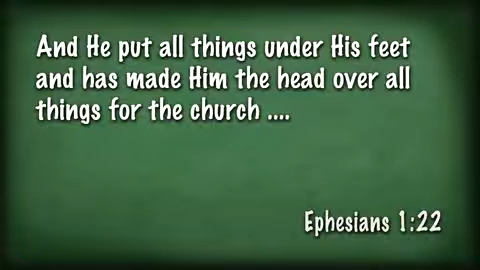 And He put all things under His feet
and has made Him the head over all
things for the church ....
Ephesians 1:22